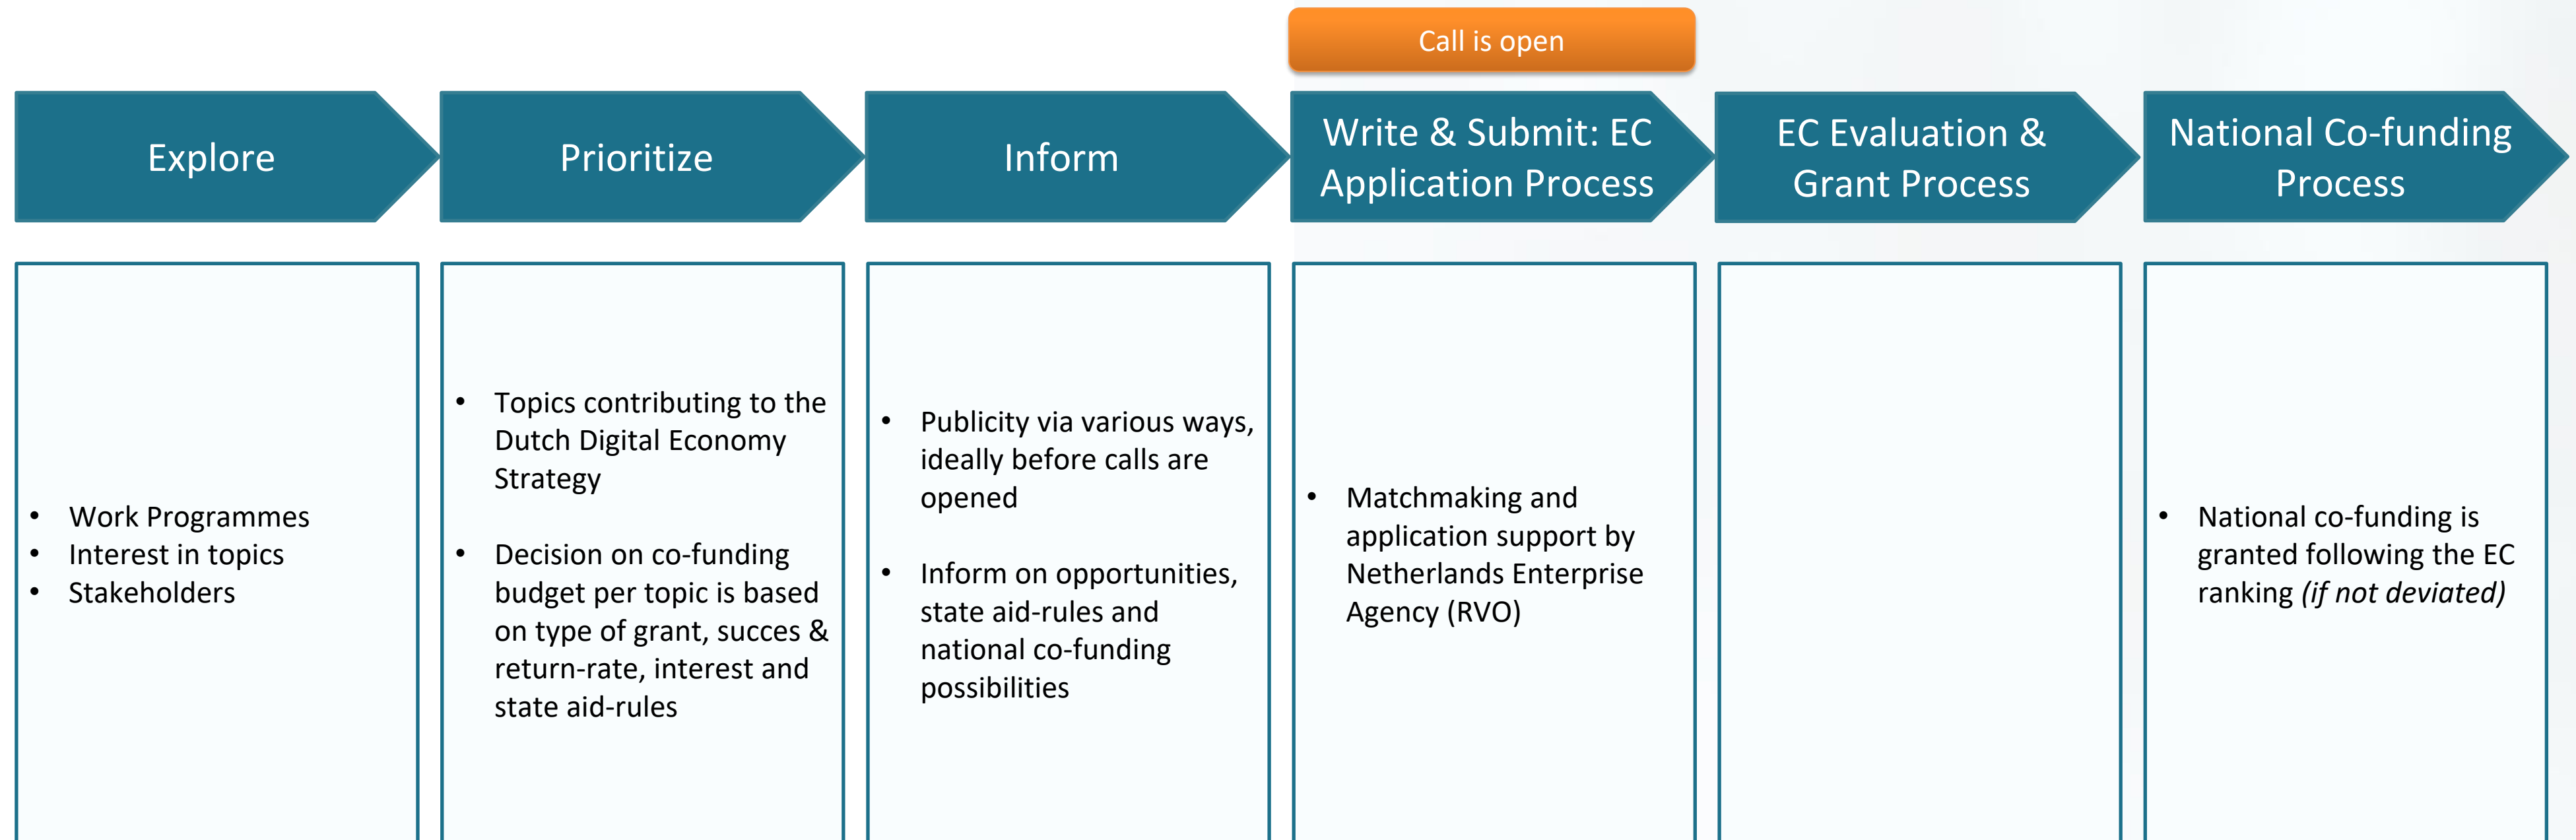 Call is open
Explore
Prioritize
Inform
Write & Submit: EC
Application Process
EC Evaluation &
Grant Process
National Co-funding
Process
• Work Programmes
• Interest in topics
• Stakeholders
• Topics contributing to the
Dutch Digital Economy
Strategy
• Decision on co-funding
budget per topic is based
on type of grant, succes &
return-rate, interest and
state aid-rules
• Publicity via various ways,
ideally before calls are
opened
• Inform on opportunities,
state aid-rules and
national co-funding
possibilities
• Matchmaking and
application support by
Netherlands Enterprise
Agency (RVO)
• National co-funding is
granted following the EC
ranking (if not deviated)